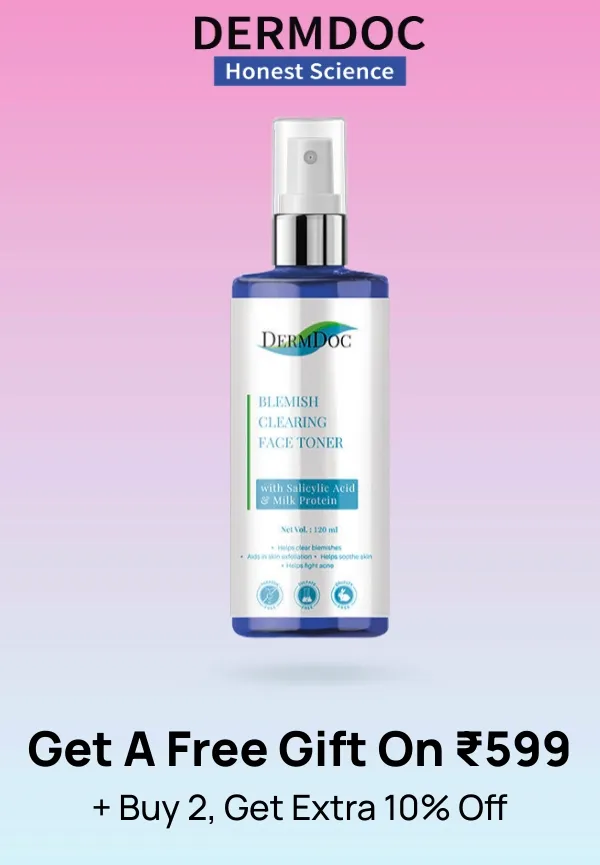 DERMDOC
Honest Science
DERMDOC
BLEMISH
CLEARING
FACE TONER
with Salicylic Acid
& Milk Protein
Net Vol. : 120 ml
• Helps clear blemishes
• Aids in skin exfoliation • Helps soothe skin
• Helps fight acne
Get A Free Gift On ₹599
+ Buy 2, Get Extra 10% Off